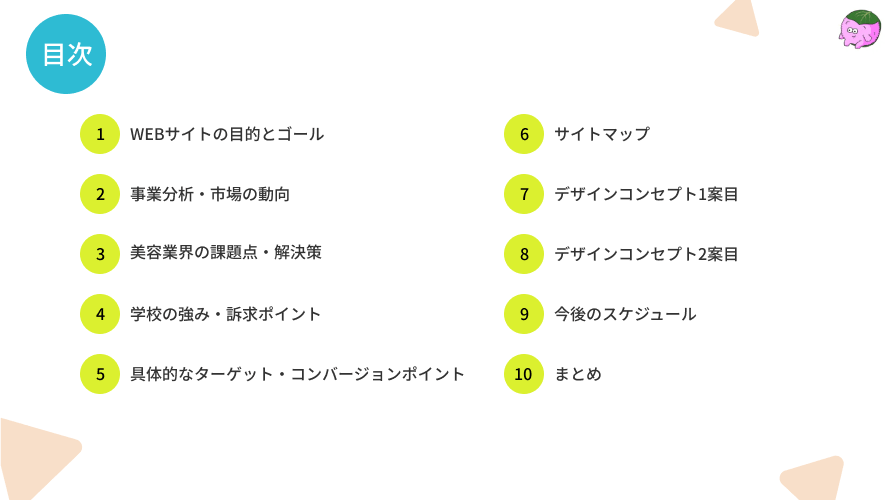 目次
1 WEBサイトの目的とゴール
2 事業分析・市場の動向
3 美容業界の課題点・解決策
4 学校の強み・訴求ポイント
5 具体的なターゲット・コンバージョンポイント
6 サイトマップ
7 デザインコンセプト1案目
8 デザインコンセプト2案目
9 今後のスケジュール
10 まとめ